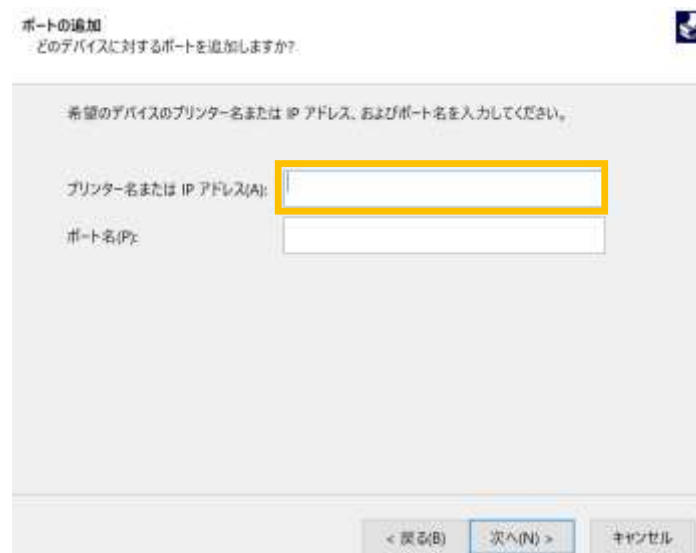 ポートの追加
どのデバイスに対するポートを追加しますか?
希望のデバイスのプリンター名または IP アドレス、およびポート名を入力してください。
プリンター名または IP アドレス(A):
ポート名(P):
< 戻る(B)
次へ(N) >
キャンセル